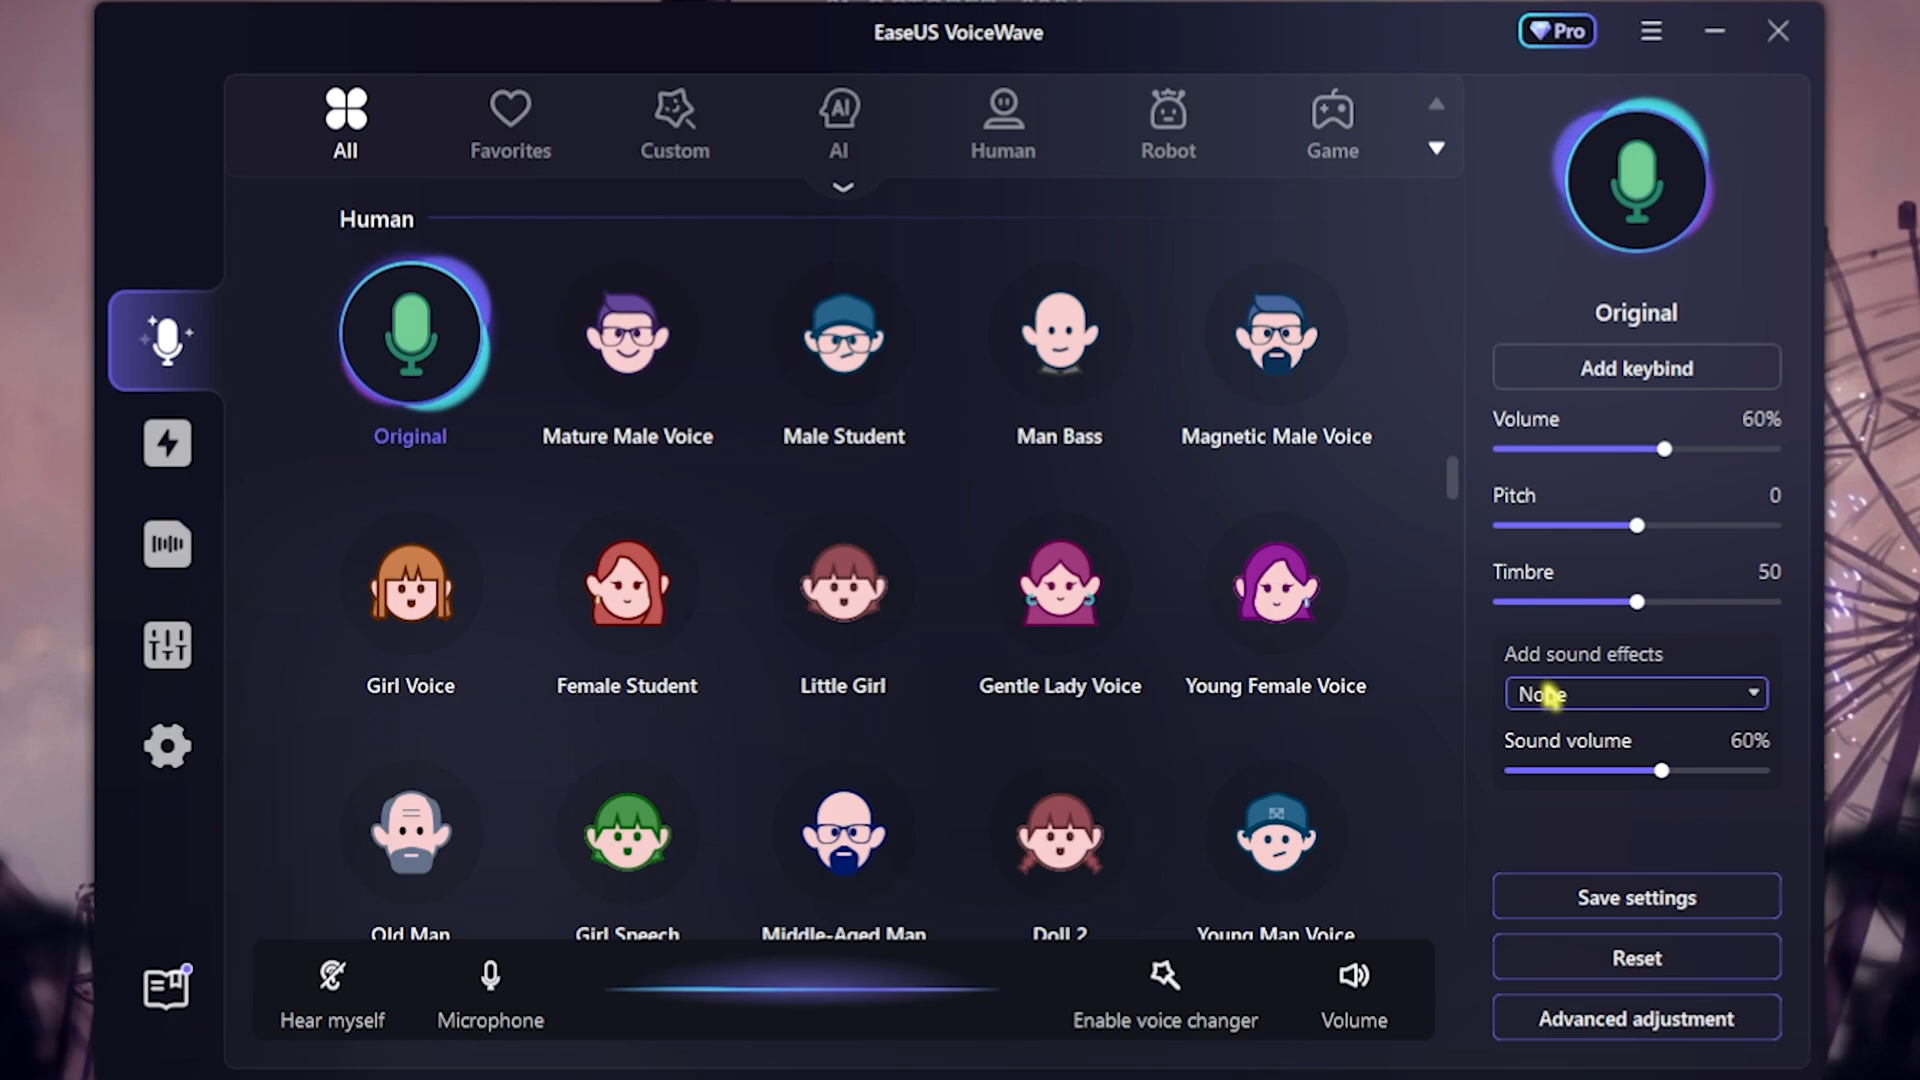 EaseUS VoiceWave
Pro
All
Favorites
Custom
AI
AI
Human
Robot
Game
Human
Original
Mature Male Voice
Male Student
Man Bass
Magnetic Male Voice
Girl Voice
Female Student
Little Girl
Gentle Lady Voice
Young Female Voice
Old Man
Girl Speech
Middle-Aged Man
Doll 2
Young Man Voice
Hear myself
Microphone
Enable voice changer
Volume
Original
Add keybind
Volume 60%
Pitch 0
Timbre 50
Add sound effects
None
Sound volume 60%
Save settings
Reset
Advanced adjustment